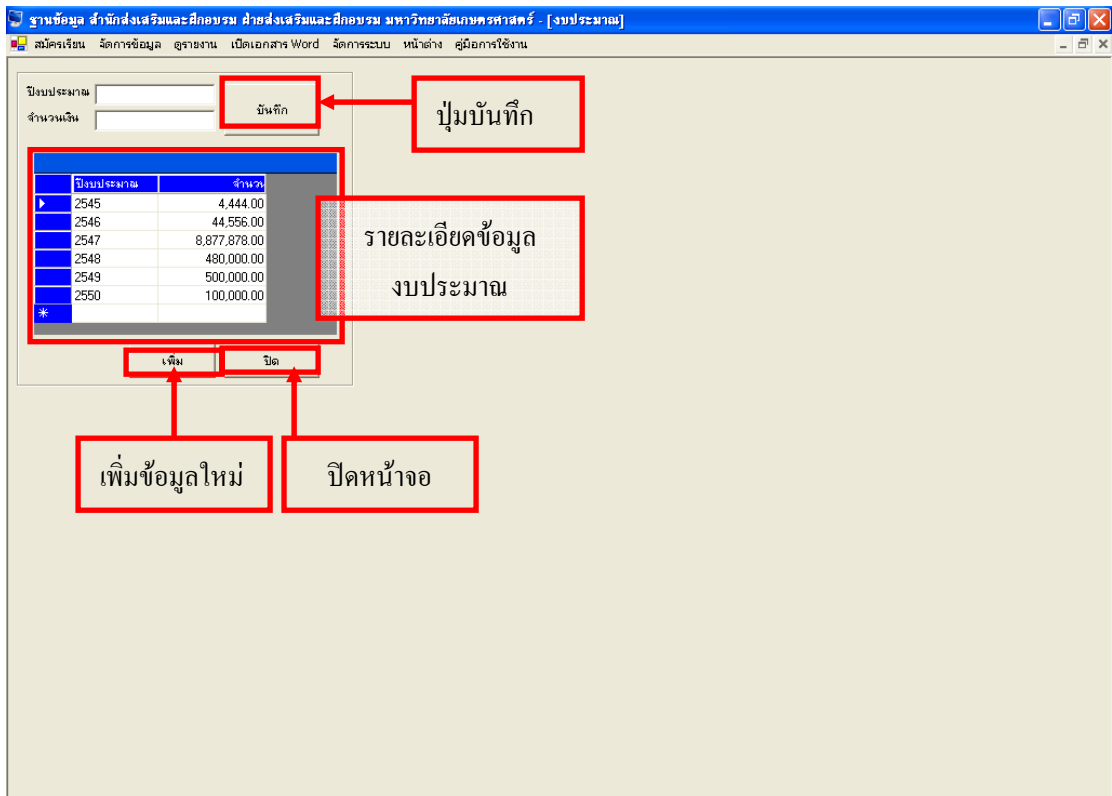 ฐานข้อมูล สำนักส่งเสริมและฝึกอบรม ฝ่ายส่งเสริมและฝึกอบรม มหาวิทยาลัยเกษตรศาสตร์ - [งบประมาณ]
สมัครเรียน จัดการข้อมูล ดูรายงาน เปิดเอกสาร Word จัดการระบบ หน้าต่าง คู่มือการใช้งาน
ปีงบประมาณ
จำนวนเงิน
บันทึก
ปุ่มบันทึก
ปีงบประมาณ จำนวน
2545 4,444.00
2546 44,556.00
2547 8,877,878.00
2548 480,000.00
2549 500,000.00
2550 100,000.00
รายละเอียดข้อมูล
งบประมาณ
เพิ่ม ปิด
เพิ่มข้อมูลใหม่ ปิดหน้าจอ